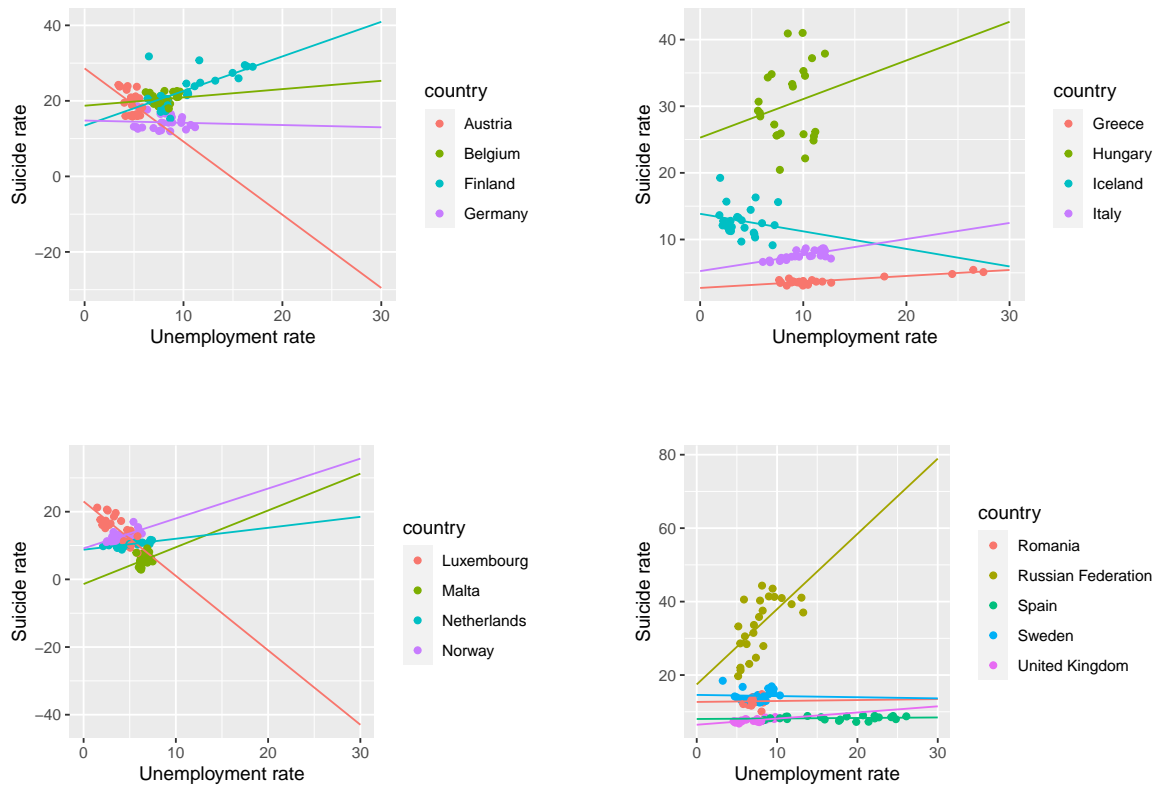 Suicide rate
40
20
0
−20
0
10
20
30
Unemployment rate
country
Austria
Belgium
Finland
Germany
Suicide rate
40
30
20
10
0
10
20
30
Unemployment rate
country
Greece
Hungary
Iceland
Italy
Suicide rate
20
0
−20
−40
0
10
20
30
Unemployment rate
country
Luxembourg
Malta
Netherlands
Norway
Suicide rate
80
60
40
20
0
10
20
30
Unemployment rate
country
Romania
Russian Federation
Spain
Sweden
United Kingdom